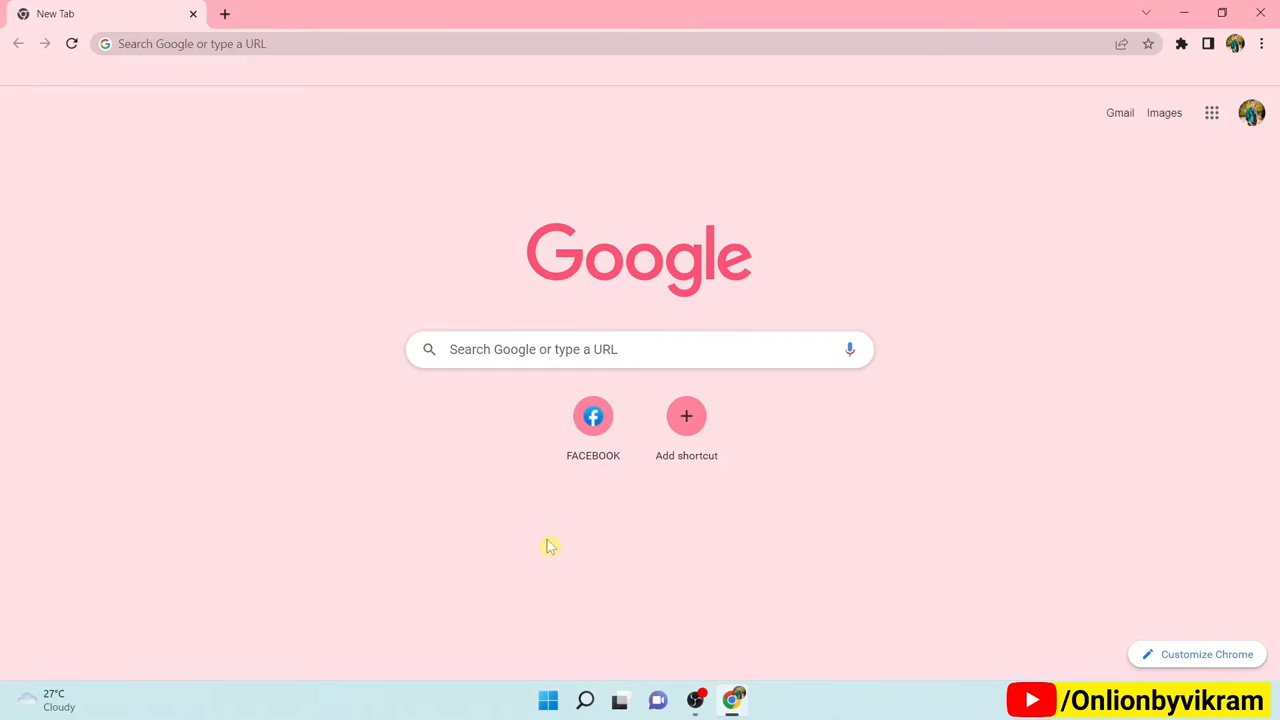 New Tab
Search Google or type a URL
Gmail Images
Google
Search Google or type a URL
FACEBOOK Add shortcut
Customize Chrome
27°C
Cloudy
/Onlionbyvikram